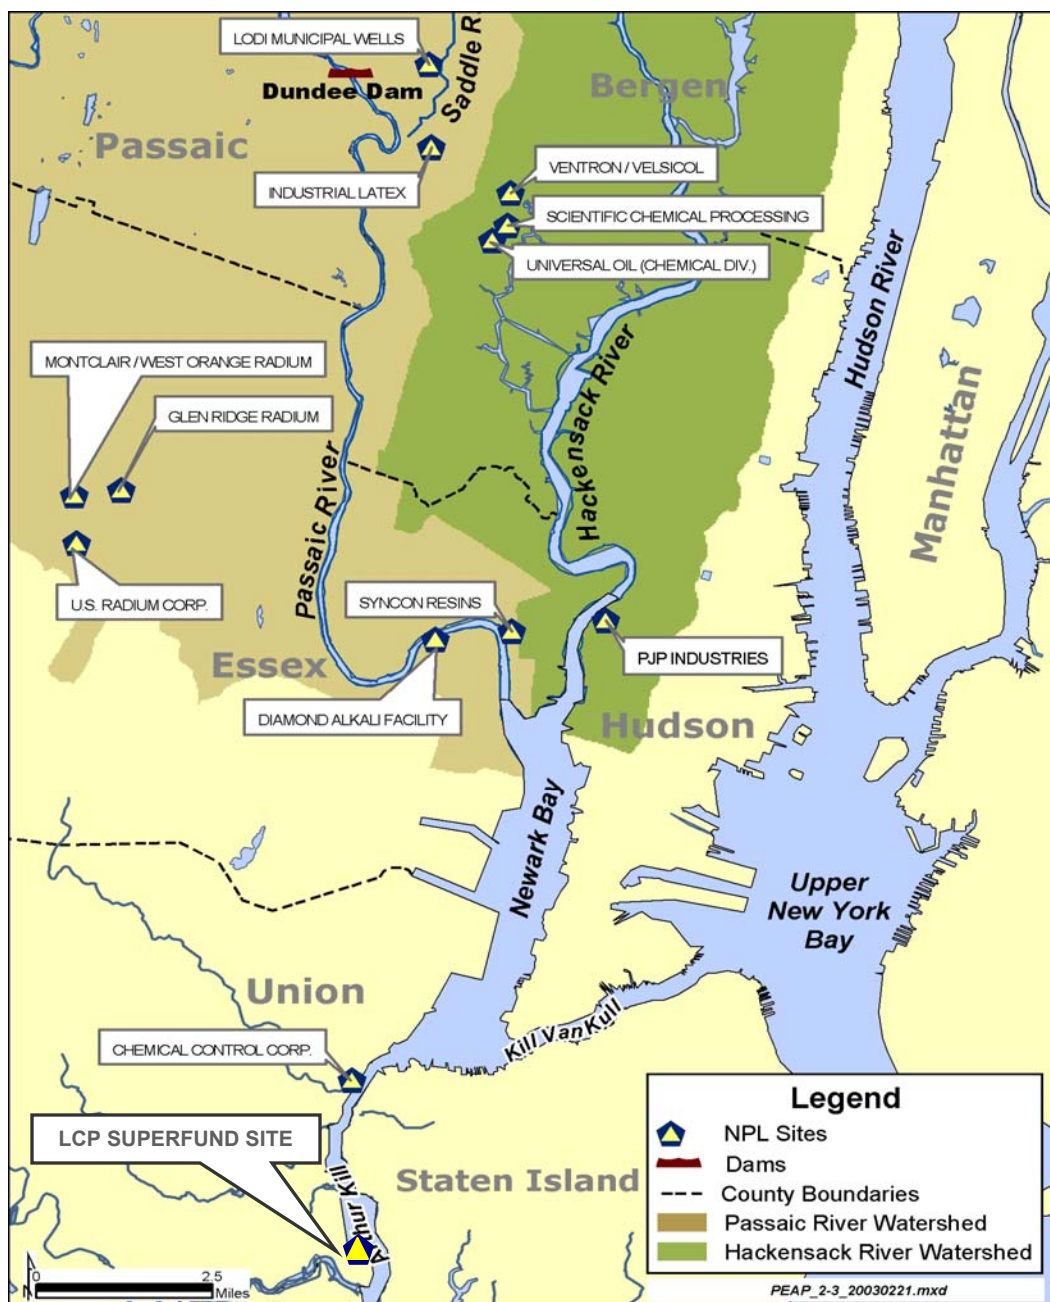 LODI MUNICIPAL WELLS
Saddle R
Dundee Dam
Bergen
Passaic
INDUSTRIAL LATEX
VENTRON / VELSICOL
SCIENTIFIC CHEMICAL PROCESSING
UNIVERSAL OIL (CHEMICAL DIV.)
Hudson River
MONTCLAIR / WEST ORANGE RADIUM
GLEN RIDGE RADIUM
Hackensack River
Manhattan
Passaic River
U.S. RADIUM CORP.
SYNCON RESINS
PJP INDUSTRIES
Essex
DIAMOND ALKALI FACILITY
Hudson
Newark Bay
Upper
New York
Bay
Union
Kill Van Kull
CHEMICAL CONTROL CORP.
LCP SUPERFUND SITE
Arthur Kill
Staten Island
Legend
NPL Sites
Dams
County Boundaries
Passaic River Watershed
Hackensack River Watershed
N
0 2.5
Miles
PEAP_2-3_20030221.mxd